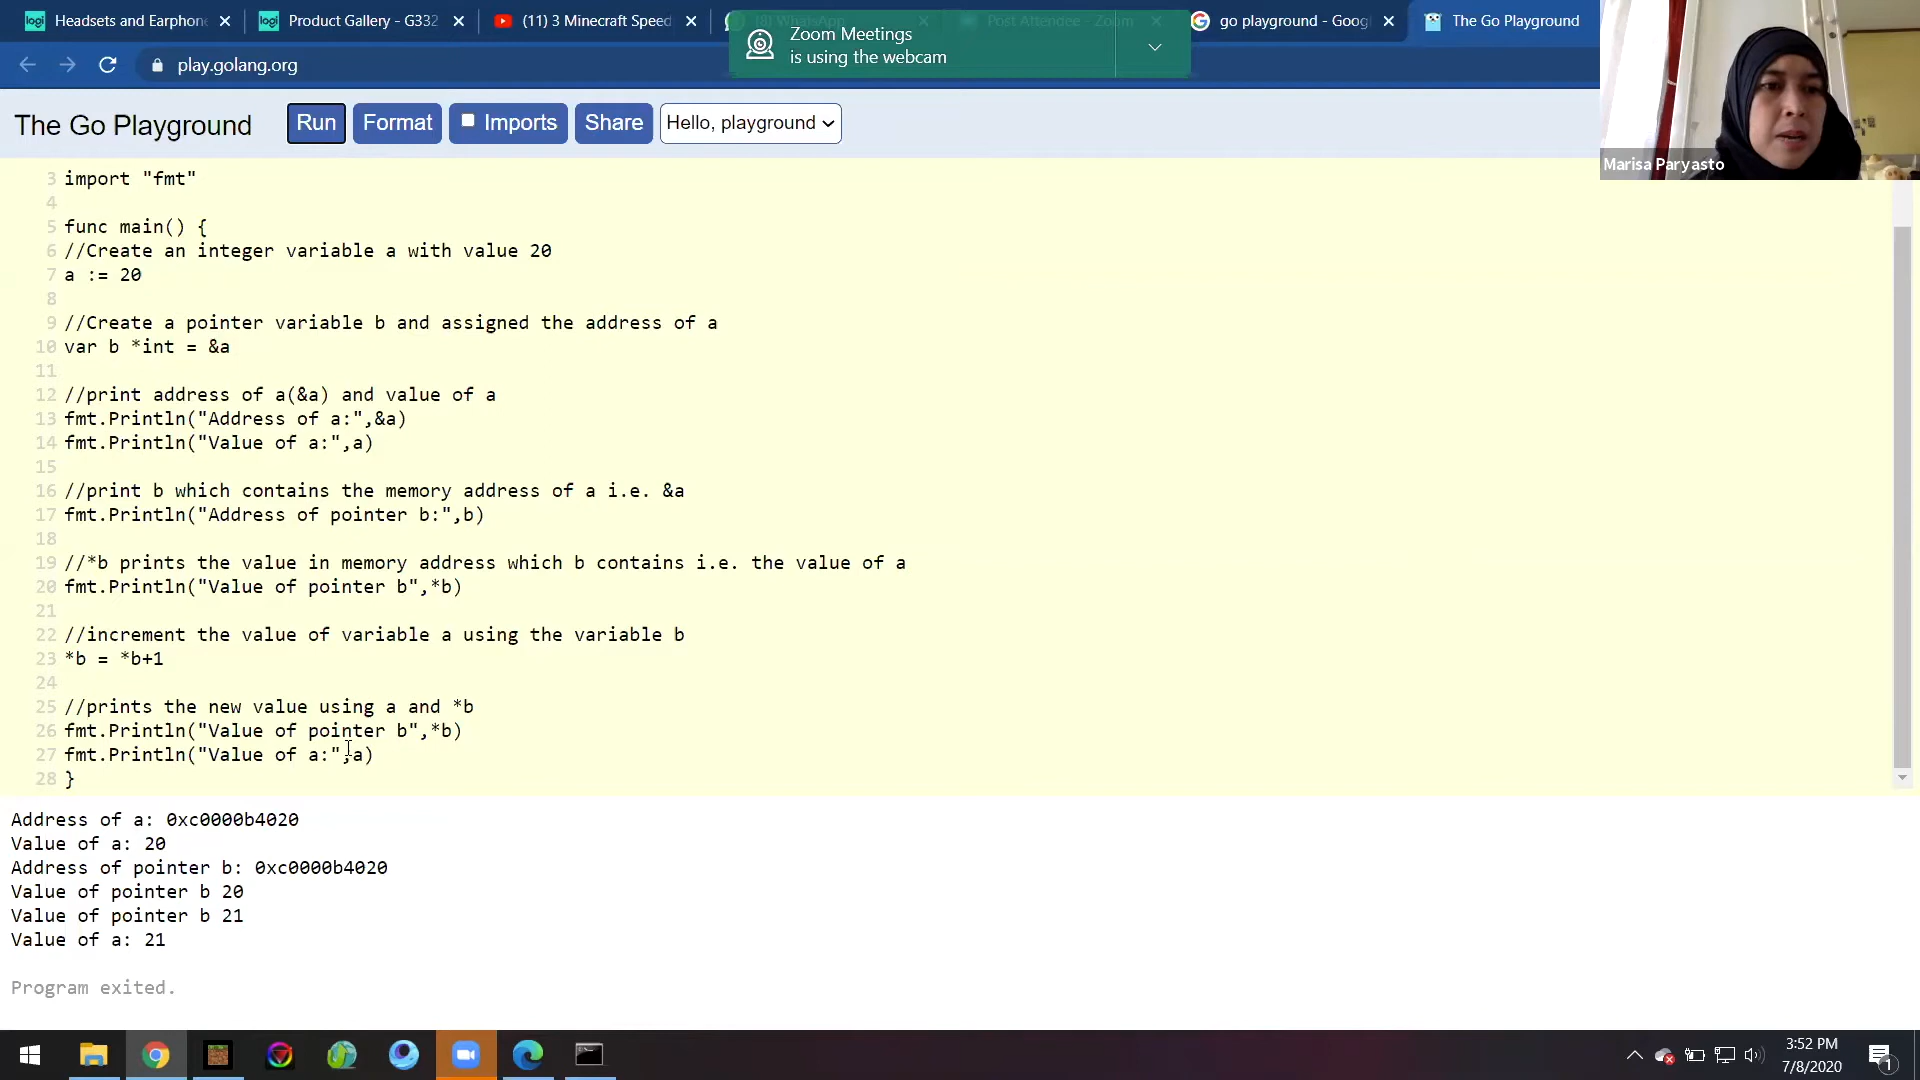 Headsets and Earphone
Product Gallery - G332
(11) 3 Minecraft Speed
(8) WhatsApp
Post Attendee - Zoom
go playground - Goog
The Go Playground
Zoom Meetings
is using the webcam
play.golang.org
Marisa Paryasto
The Go Playground
Run
Format
Imports
Share
Hello, playground
3 import "fmt"
4
5 func main() {
6 //Create an integer variable a with value 20
7 a := 20
8
9 //Create a pointer variable b and assigned the address of a
10 var b *int = &a
11
12 //print address of a(&a) and value of a
13 fmt.Println("Address of a:",&a)
14 fmt.Println("Value of a:",a)
15
16 //print b which contains the memory address of a i.e. &a
17 fmt.Println("Address of pointer b:",b)
18
19 //*b prints the value in memory address which b contains i.e. the value of a
20 fmt.Println("Value of pointer b",*b)
21
22 //increment the value of variable a using the variable b
23 *b = *b+1
24
25 //prints the new value using a and *b
26 fmt.Println("Value of pointer b",*b)
27 fmt.Println("Value of a:",a)
28 }
Address of a: 0xc0000b4020
Value of a: 20
Address of pointer b: 0xc0000b4020
Value of pointer b 20
Value of pointer b 21
Value of a: 21
Program exited.
3:52 PM
7/8/2020
1